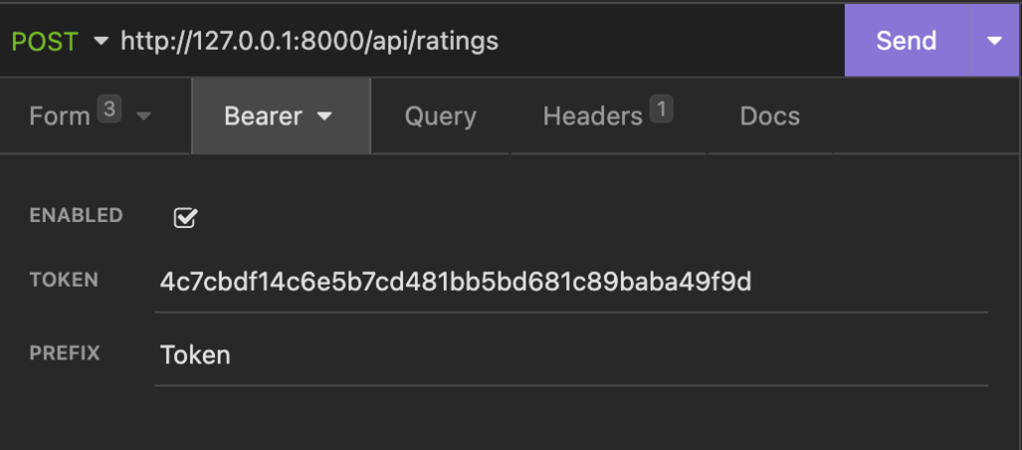 POST http://127.0.0.1:8000/api/ratings Send
Form 3 Bearer Query Headers 1 Docs
ENABLED
TOKEN 4c7cbdf14c6e5b7cd481bb5bd681c89baba49f9d
PREFIX Token